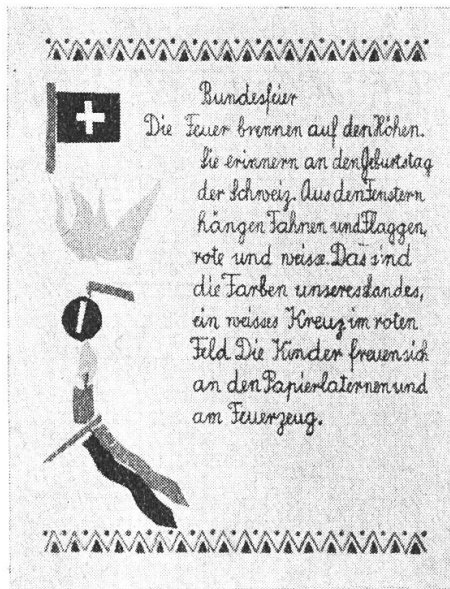 Bundesfeier
Die Feuer brennen auf den Höhen.
Sie erinnern an den Geburtstag
der Schweiz. Aus den Fenstern
hängen Fahnen und Flaggen,
rote und weisse. Das sind
die Farben unseres Landes,
ein weisses Kreuz im roten
Feld. Die Kinder freuen sich
an den Papierlaternen und
am Feuerzeug.